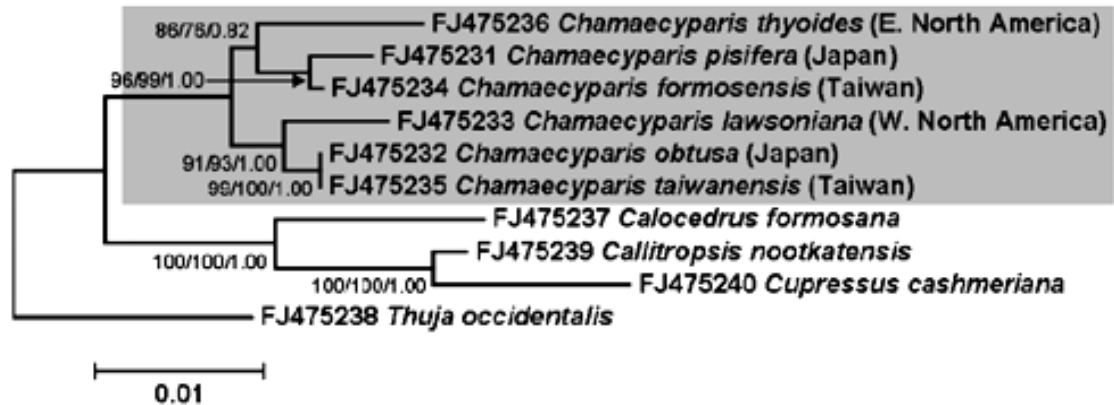 86/76/0.82
FJ475236 Chamaecyparis thyoides (E. North America)
FJ475231 Chamaecyparis pisifera (Japan)
96/99/1.00
FJ475234 Chamaecyparis formosensis (Taiwan)
FJ475233 Chamaecyparis lawsoniana (W. North America)
91/93/1.00
FJ475232 Chamaecyparis obtusa (Japan)
99/100/1.00
FJ475235 Chamaecyparis taiwanensis (Taiwan)
FJ475237 Calocedrus formosana
100/100/1.00
FJ475239 Callitropsis nootkatensis
100/100/1.00
FJ475240 Cupressus cashmeriana
FJ475238 Thuja occidentalis
0.01